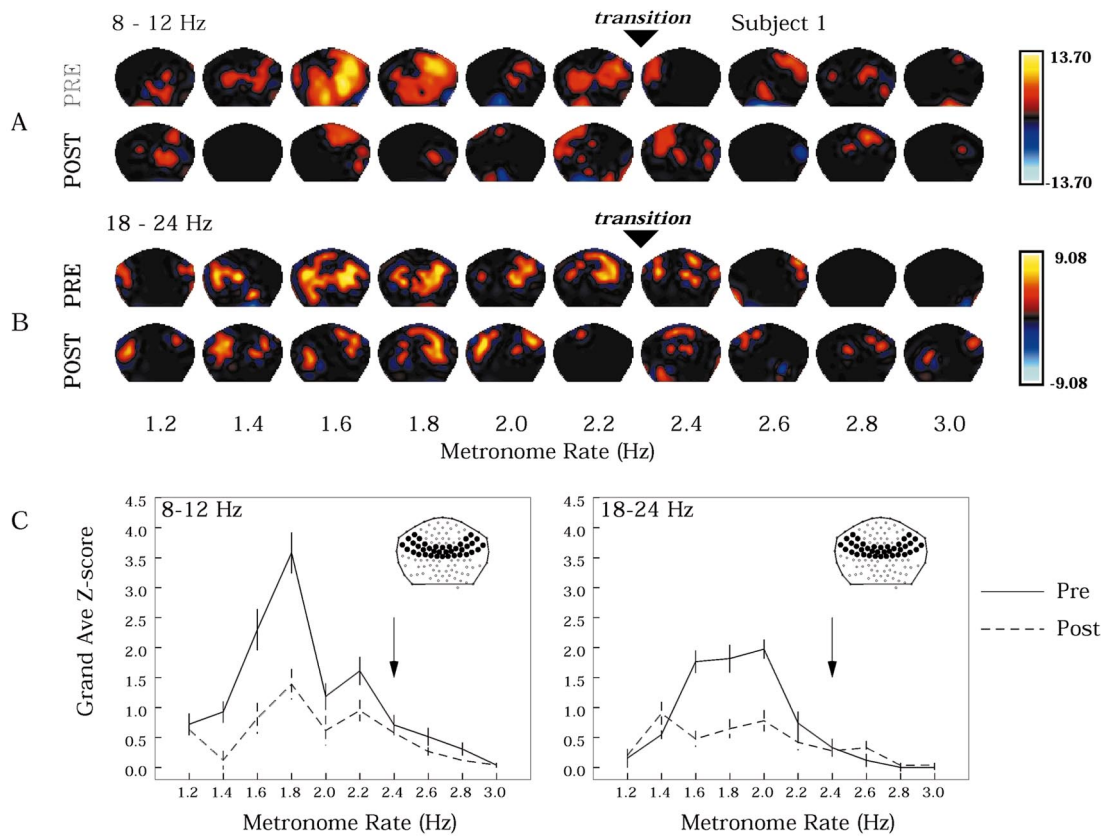 8 - 12 Hz
transition
Subject 1
A
PRE
POST
13.70
-13.70
18 - 24 Hz
transition
B
PRE
POST
9.08
-9.08
1.2 1.4 1.6 1.8 2.0 2.2 2.4 2.6 2.8 3.0
Metronome Rate (Hz)
C
Grand Ave Z-score
8-12 Hz
4.5
4.0
3.5
3.0
2.5
2.0
1.5
1.0
0.5
0.0
1.2 1.4 1.6 1.8 2.0 2.2 2.4 2.6 2.8 3.0
Metronome Rate (Hz)
18-24 Hz
4.5
4.0
3.5
3.0
2.5
2.0
1.5
1.0
0.5
0.0
1.2 1.4 1.6 1.8 2.0 2.2 2.4 2.6 2.8 3.0
Metronome Rate (Hz)
Pre
Post